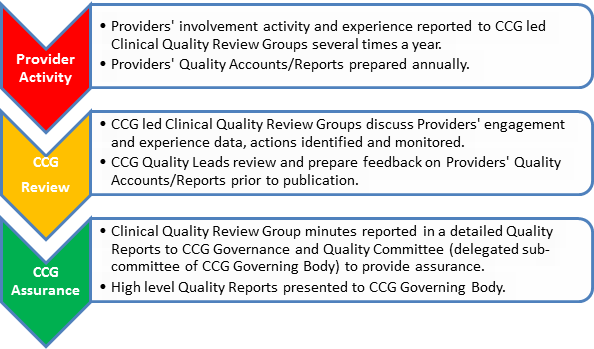 Provider
Activity
• Providers' involvement activity and experience reported to CCG led
Clinical Quality Review Groups several times a year.
• Providers' Quality Accounts/Reports prepared annually.
CCG
Review
• CCG led Clinical Quality Review Groups discuss Providers' engagement
and experience data, actions identified and monitored.
• CCG Quality Leads review and prepare feedback on Providers' Quality
Accounts/Reports prior to publication.
CCG
Assurance
• Clinical Quality Review Group minutes reported in a detailed Quality
Reports to CCG Governance and Quality Committee (delegated sub-
committee of CCG Governing Body) to provide assurance.
• High level Quality Reports presented to CCG Governing Body.